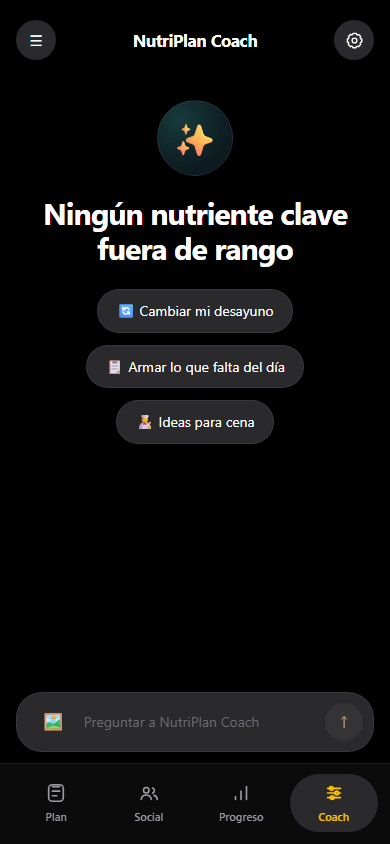 NutriPlan Coach
Ningún nutriente clave
fuera de rango
Cambiar mi desayuno
Armar lo que falta del día
Ideas para cena
Preguntar a NutriPlan Coach
Plan
Social
Progreso
Coach